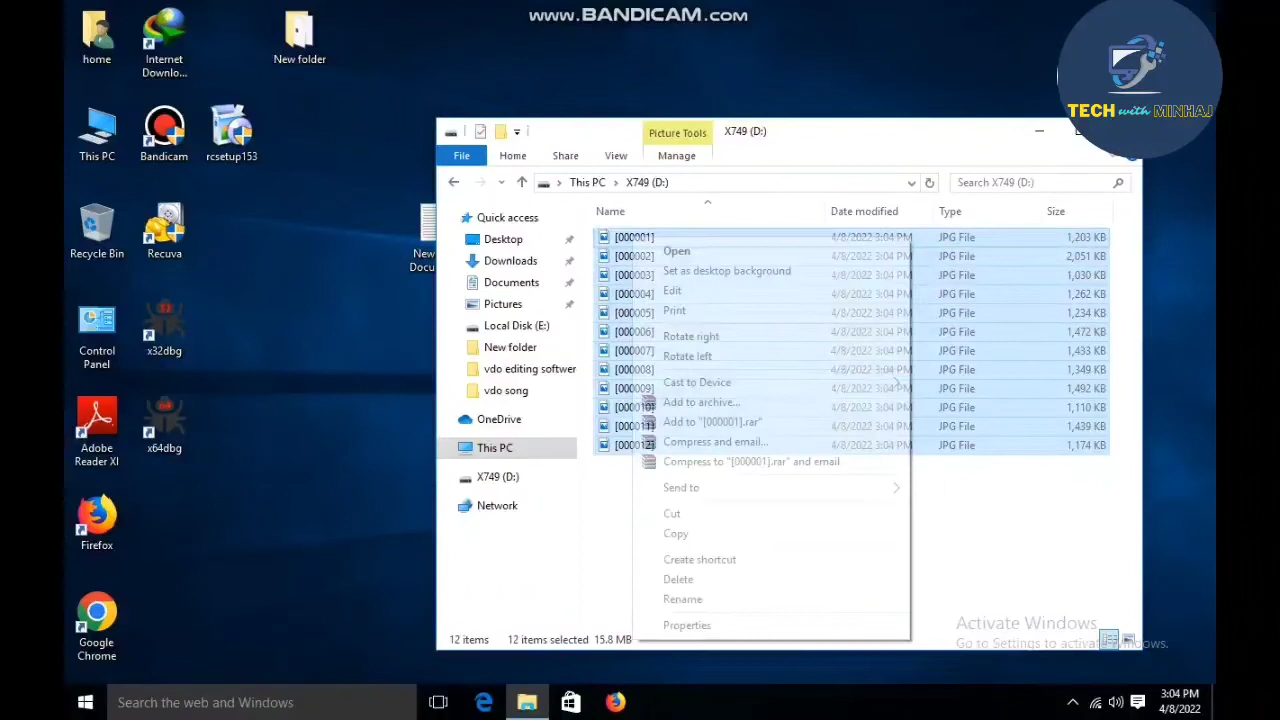 www.BANDICAM.com
home
Internet
Downlo...
New folder
TECH with MINHAJ
This PC
Bandicam
rcsetup153
Picture Tools
X749 (D:)
File
Home
Share
View
Manage
This PC
X749 (D:)
Search X749 (D:)
Recycle Bin
Recuva
New
Docu
Quick access
Desktop
Downloads
Documents
Pictures
Local Disk (E:)
New folder
vdo editing softwer
vdo song
OneDrive
This PC
X749 (D:)
Network
Name
Date modified
Type
Size
[000001]
4/8/2022 3:04 PM
JPG File
1,203 KB
[000002]
4/8/2022 3:04 PM
JPG File
2,051 KB
[000003]
4/8/2022 3:04 PM
JPG File
1,030 KB
[000004]
4/8/2022 3:04 PM
JPG File
1,262 KB
[000005]
4/8/2022 3:04 PM
JPG File
1,234 KB
[000006]
4/8/2022 3:04 PM
JPG File
1,472 KB
[000007]
4/8/2022 3:04 PM
JPG File
1,433 KB
[000008]
4/8/2022 3:04 PM
JPG File
1,349 KB
[000009]
4/8/2022 3:04 PM
JPG File
1,492 KB
[000010]
4/8/2022 3:04 PM
JPG File
1,110 KB
[000011]
4/8/2022 3:04 PM
JPG File
1,439 KB
[000012]
4/8/2022 3:04 PM
JPG File
1,174 KB
Open
Set as desktop background
Edit
Print
Rotate right
Rotate left
Cast to Device
Add to archive...
Add to "[000001].rar"
Compress and email...
Compress to "[000001].rar" and email
Send to
Cut
Copy
Create shortcut
Delete
Rename
Properties
Control
Panel
x32dbg
Adobe
Reader XI
x64dbg
Firefox
Google
Chrome
12 items
12 items selected
15.8 MB
Activate Windows
Go to Settings to activate Windows.
Search the web and Windows
3:04 PM
4/8/2022